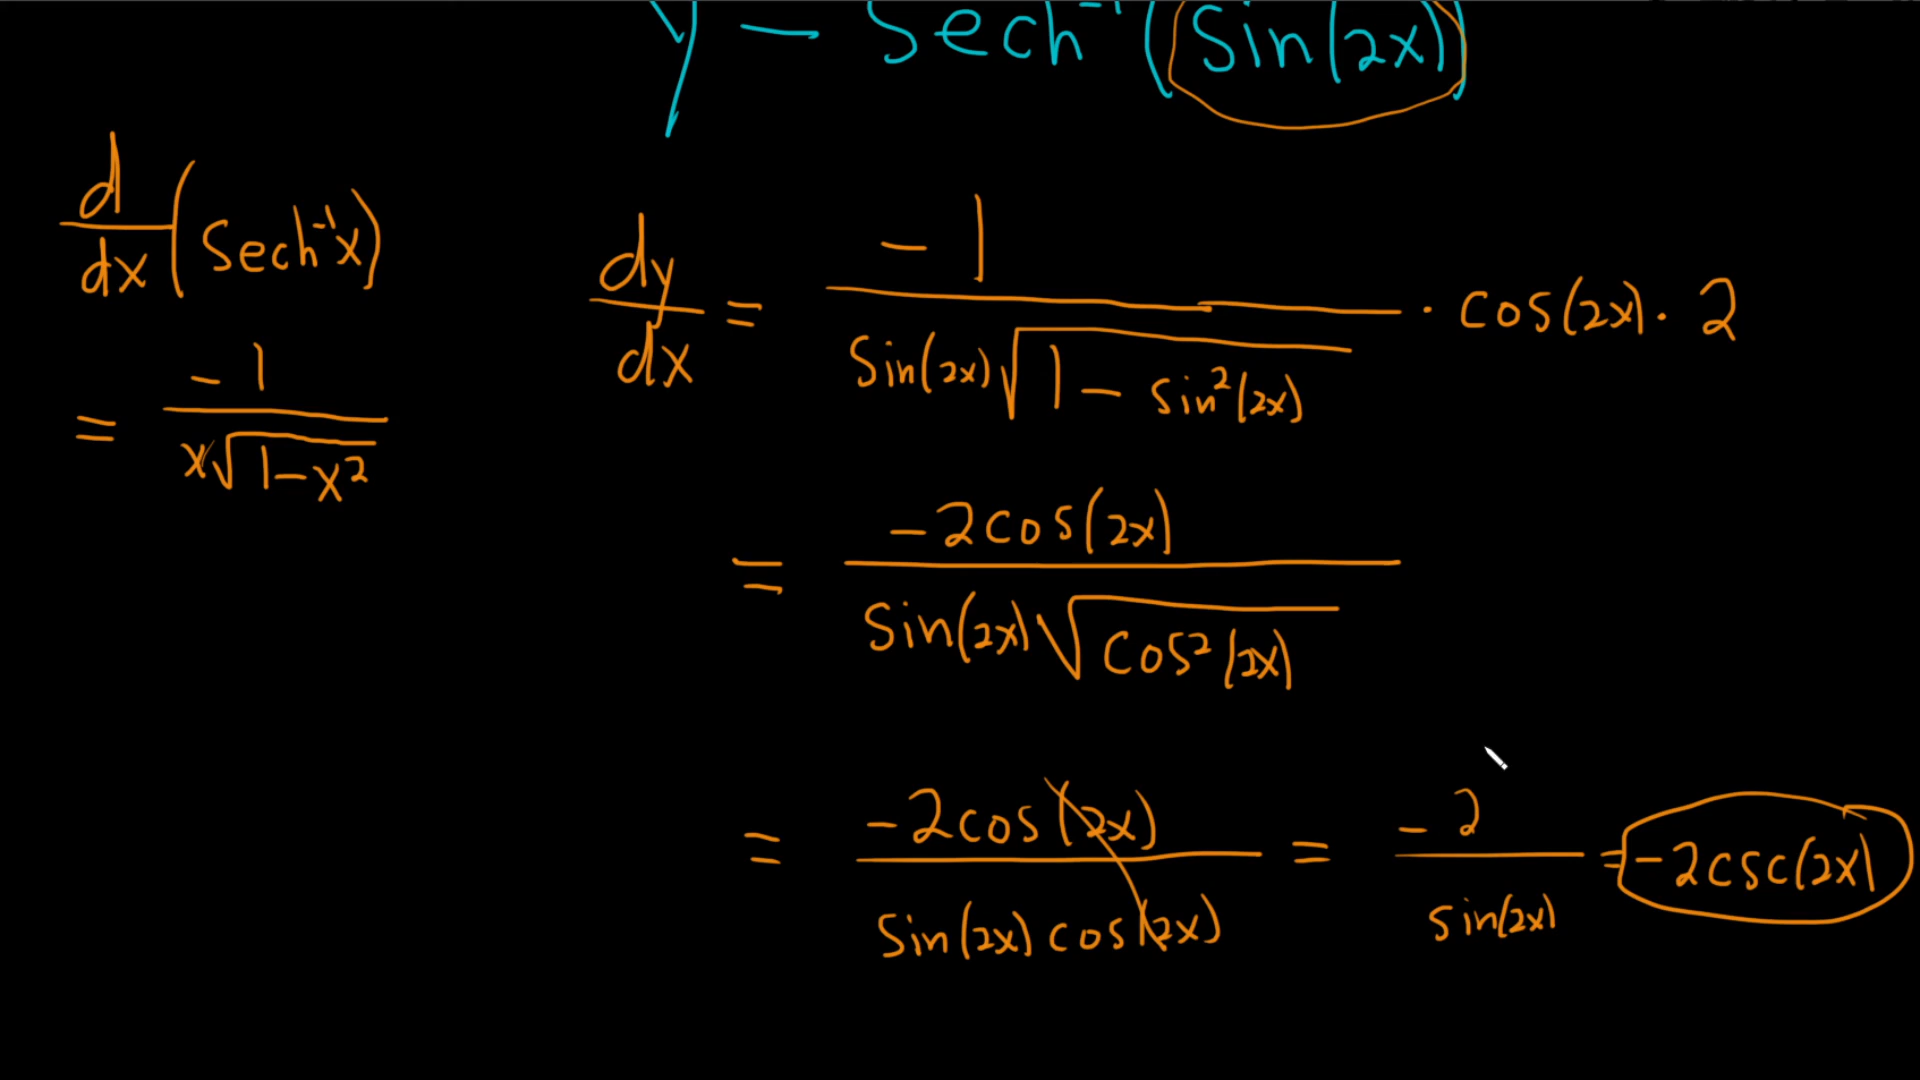 y = Sech⁻¹(Sin(2x))
d/dx (Sech⁻¹x)
= -1 / x√(1-x²)
dy/dx = -1 / Sin(2x)√(1 - sin²(2x)) · cos(2x) · 2
= -2cos(2x) / Sin(2x)√(cos²(2x))
= -2cos(2x) / Sin(2x) cos(2x) = -2 / sin(2x) = -2csc(2x)